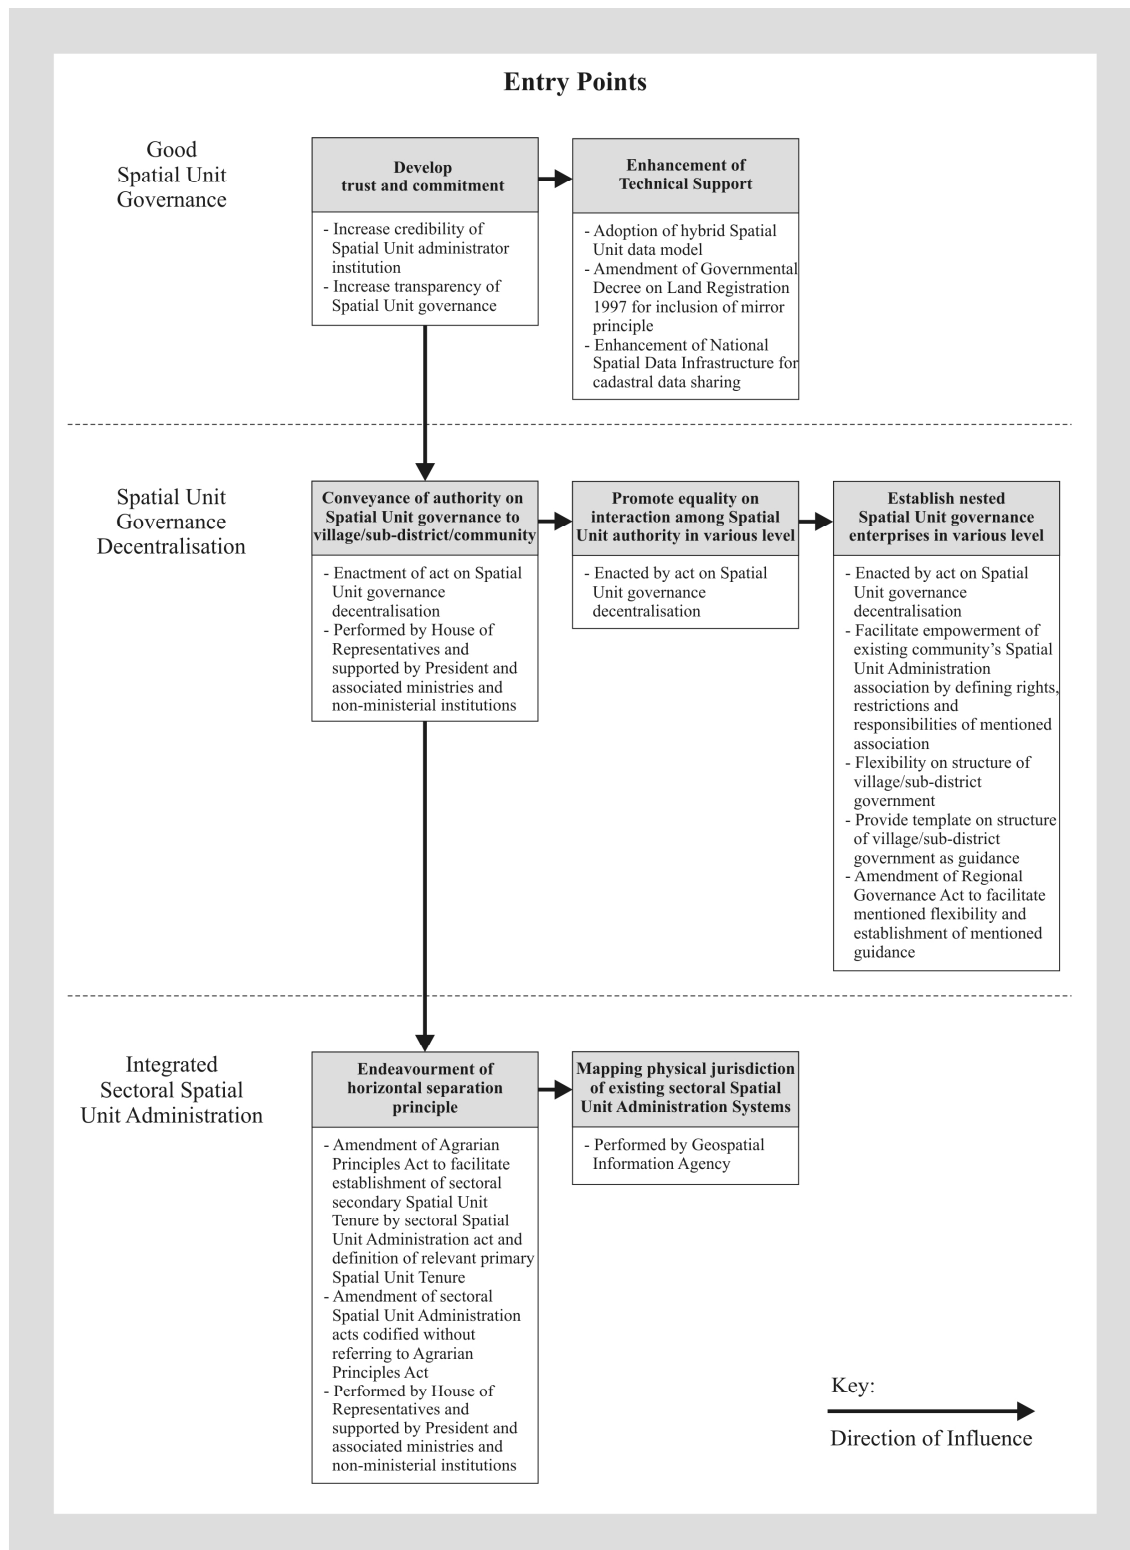 Entry Points
Good
Spatial Unit
Governance
Develop
trust and commitment
- Increase credibility of
Spatial Unit administrator
institution
- Increase transparency of
Spatial Unit governance
Enhancement of
Technical Support
- Adoption of hybrid Spatial
Unit data model
- Amendment of Governmental
Decree on Land Registration
1997 for inclusion of mirror
principle
- Enhancement of National
Spatial Data Infrastructure for
cadastral data sharing
Spatial Unit
Governance
Decentralisation
Conveyance of authority on
Spatial Unit governance to
village/sub-district/community
- Enactment of act on Spatial
Unit governance
decentralisation
- Performed by House of
Representatives and
supported by President and
associated ministries and
non-ministerial institutions
Promote equality on
interaction among Spatial
Unit authority in various level
- Enacted by act on Spatial
Unit governance
decentralisation
Establish nested
Spatial Unit governance
enterprises in various level
- Enacted by act on Spatial
Unit governance
decentralisation
- Facilitate empowerment of
existing community's Spatial
Unit Administration
association by defining rights,
restrictions and
responsibilities of mentioned
association
- Flexibility on structure of
village/sub-district
government
- Provide template on structure
of village/sub-district
government as guidance
- Amendment of Regional
Governance Act to facilitate
mentioned flexibility and
establishment of mentioned
guidance
Integrated
Sectoral Spatial
Unit Administration
Endeavourment of
horizontal separation
principle
- Amendment of Agrarian
Principles Act to facilitate
establishment of sectoral
secondary Spatial Unit
Tenure by sectoral Spatial
Unit Administration act and
definition of relevant primary
Spatial Unit Tenure
- Amendment of sectoral
Spatial Unit Administration
acts codified without
referring to Agrarian
Principles Act
- Performed by House of
Representatives and
supported by President and
associated ministries and
non-ministerial institutions
Mapping physical jurisdiction
of existing sectoral Spatial
Unit Administration Systems
- Performed by Geospatial
Information Agency
Key:
Direction of Influence